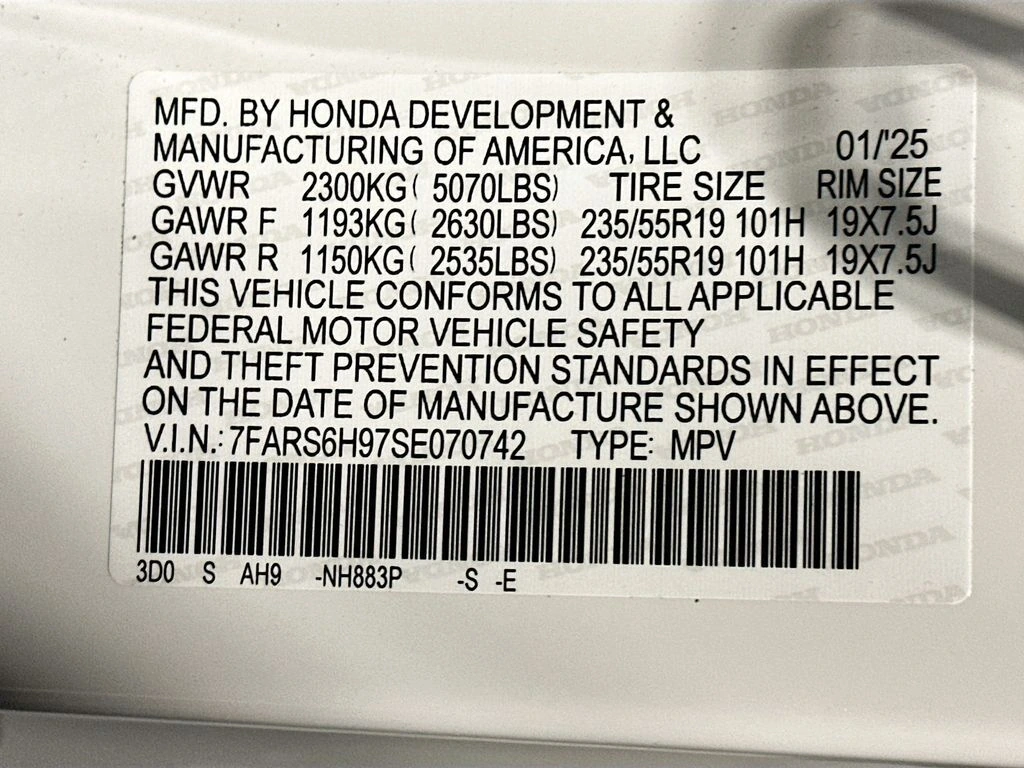 MFD. BY HONDA DEVELOPMENT &
MANUFACTURING OF AMERICA, LLC 01/'25
GVWR 2300KG( 5070LBS) TIRE SIZE RIM SIZE
GAWR F 1193KG( 2630LBS) 235/55R19 101H 19X7.5J
GAWR R 1150KG( 2535LBS) 235/55R19 101H 19X7.5J
THIS VEHICLE CONFORMS TO ALL APPLICABLE
FEDERAL MOTOR VEHICLE SAFETY
AND THEFT PREVENTION STANDARDS IN EFFECT
ON THE DATE OF MANUFACTURE SHOWN ABOVE.
V.I.N.: 7FARS6H97SE070742 TYPE: MPV
3D0 S AH9 -NH883P -S -E